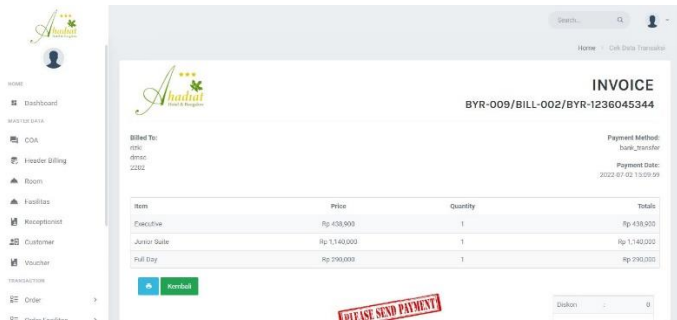 Ahadiat
Search...
Home
Cek Data Transaksi
HOME
Dashboard
MASTER DATA
COA
Header Billing
Room
Fasilitas
Receptionist
Customer
Voucher
TRANSACTION
Order
Order Fasilitas
Ahadiat
Hotel & Bungalow
INVOICE
BYR-009/BILL-002/BYR-1236045344
Billed To:
dmsc
2202
Payment Method:
bank_transfer
Payment Date:
2022-07-02 15:09:59
Item Price Quantity Totals
Executive Rp 438,900 1 Rp 438,900
Junior Suite Rp 1,140,000 1 Rp 1,140,000
Full Day Rp 290,000 1 Rp 290,000
Kembali
PLEASE SEND PAYMENT!
Diskon : 0